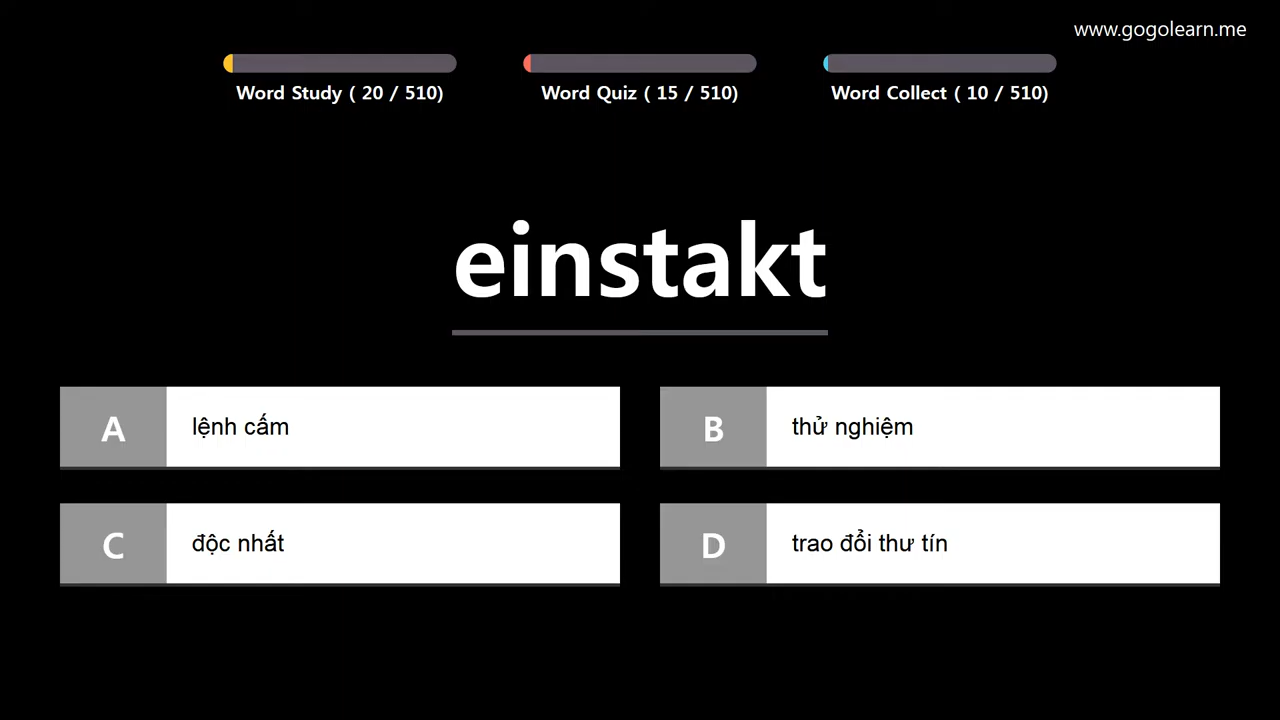 www.gogolearn.me
Word Study ( 20 / 510)
Word Quiz ( 15 / 510)
Word Collect ( 10 / 510)
einstakt
A lệnh cấm
B thử nghiệm
C độc nhất
D trao đổi thư tín